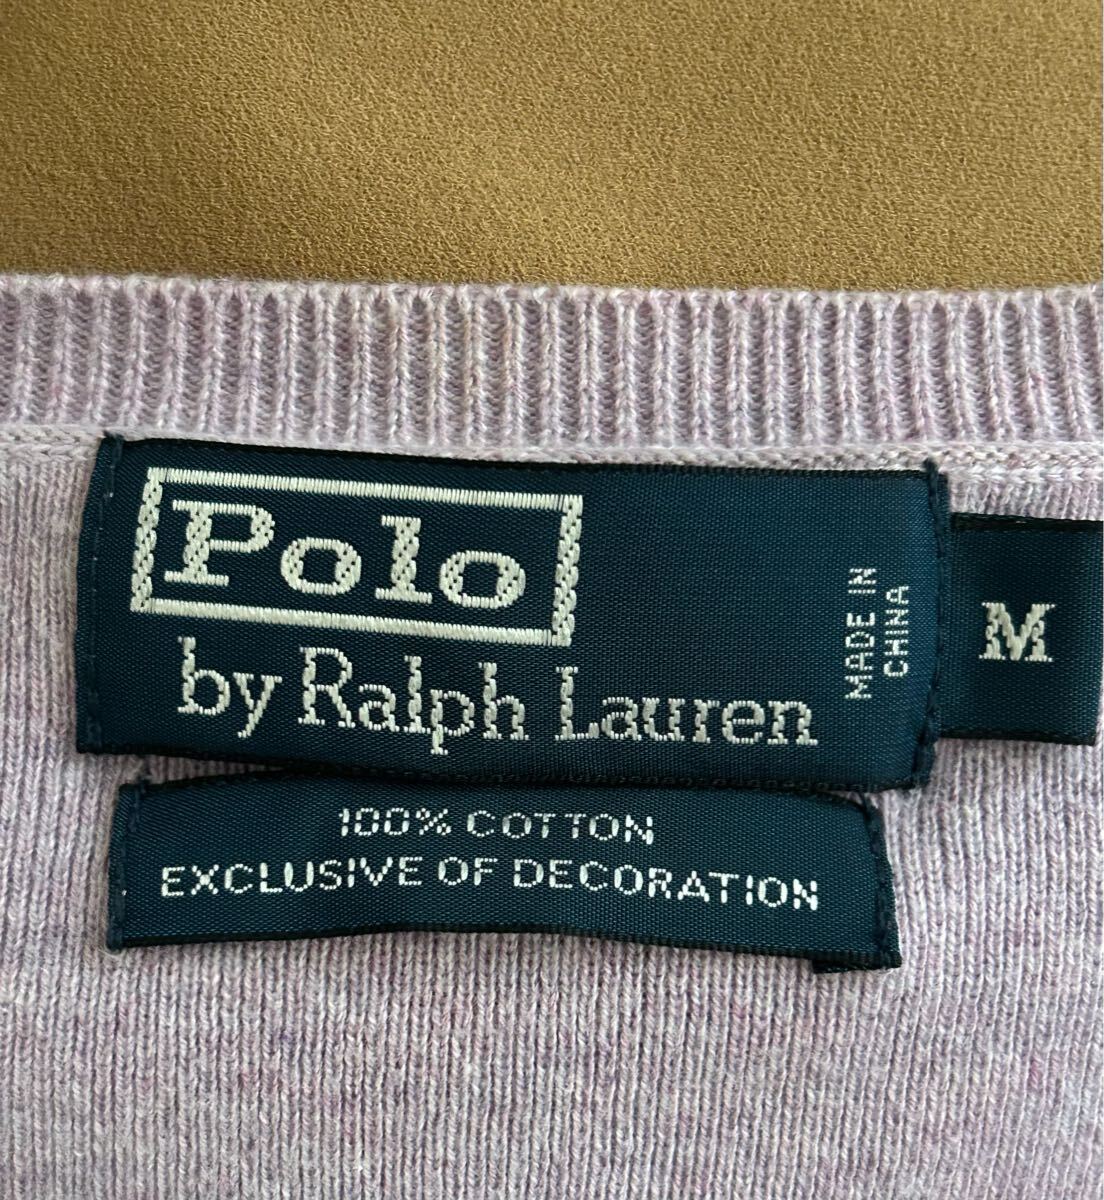 Polo
by Ralph Lauren
MADE IN
CHINA
M
100% COTTON
EXCLUSIVE OF DECORATION